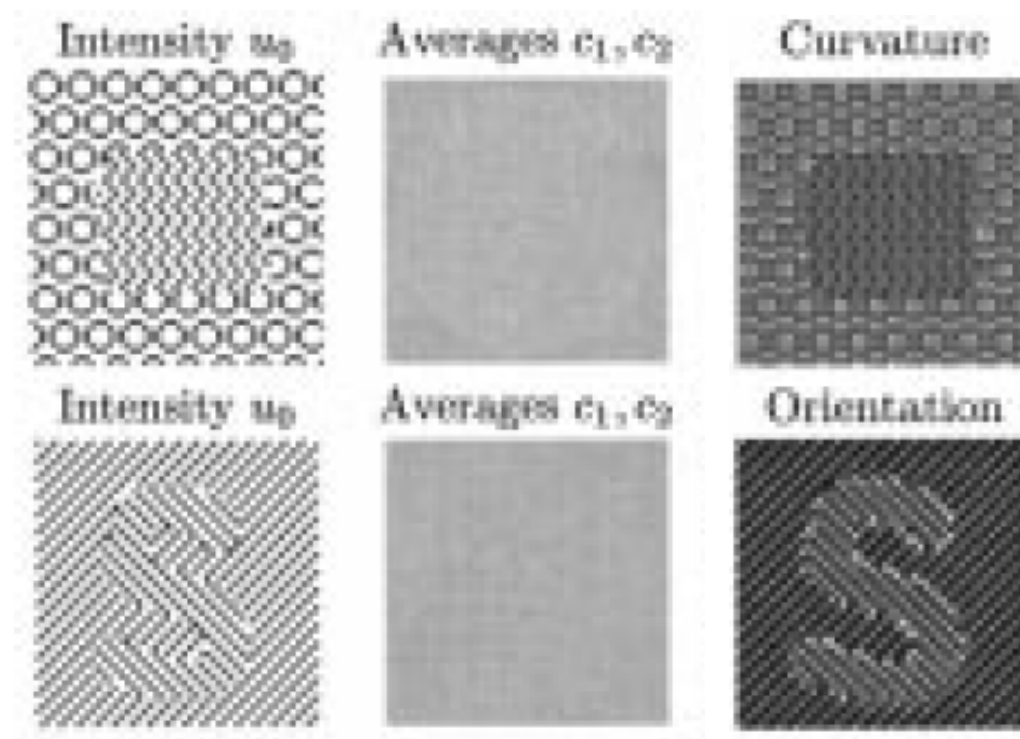 Intensity u₀ Averages c₁, c₂ Curvature
Intensity u₀ Averages c₁, c₂ Orientation